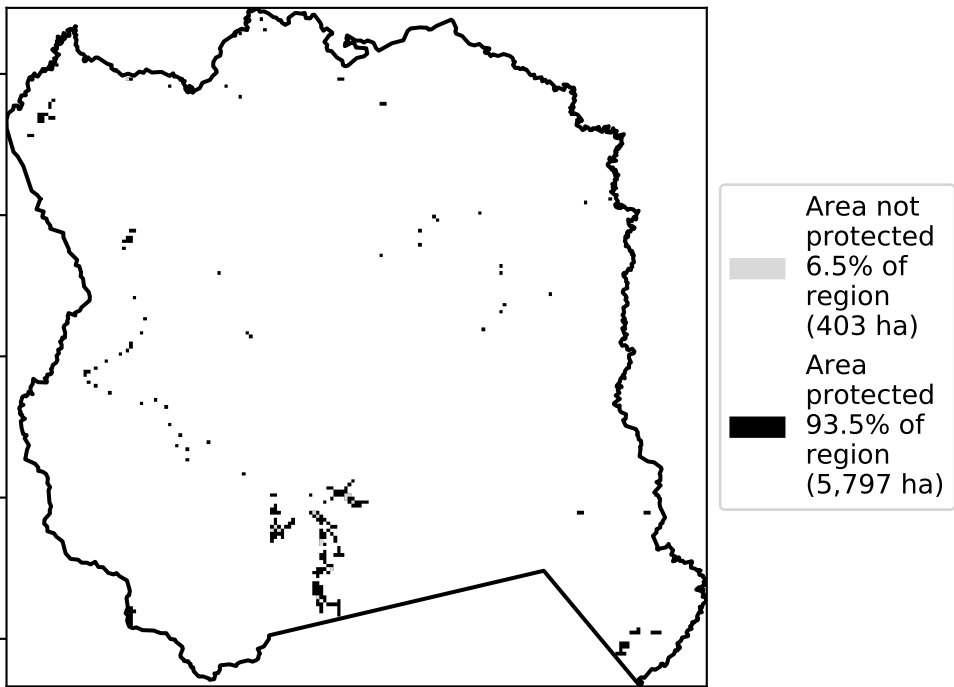 Area not
protected
6.5% of
region
(403 ha)
Area
protected
93.5% of
region
(5,797 ha)